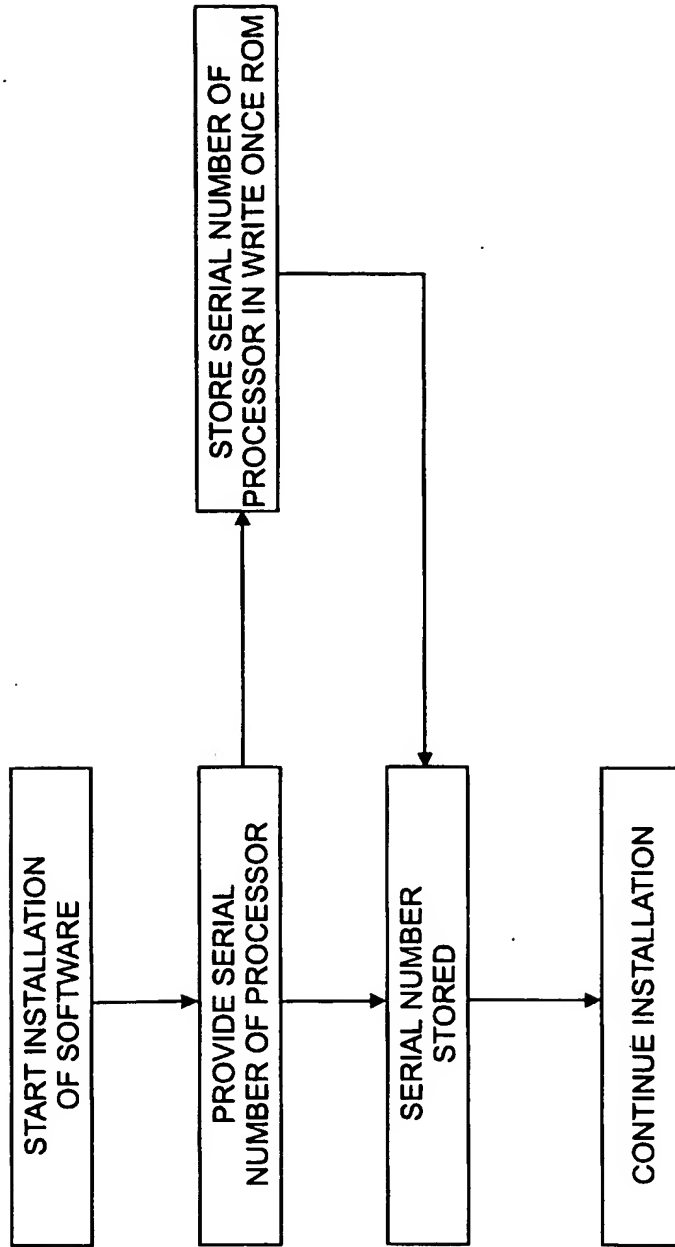 START INSTALLATION
OF SOFTWARE
PROVIDE SERIAL
NUMBER OF PROCESSOR
STORE SERIAL NUMBER OF
PROCESSOR IN WRITE ONCE ROM
SERIAL NUMBER
STORED
CONTINUE INSTALLATION